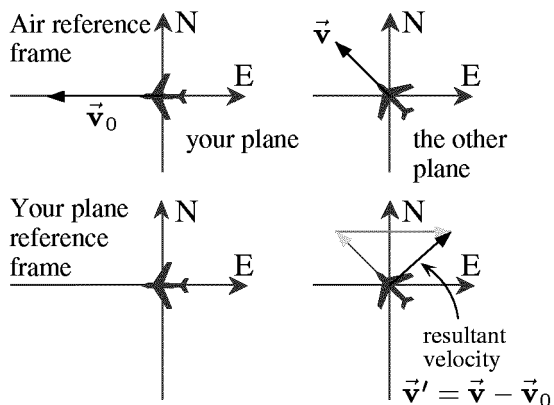 Air reference
frame
N
E
v⃗₀
your plane
N
v⃗
E
the other
plane
Your plane
reference
frame
N
E
N
E
resultant
velocity
v⃗′ = v⃗ − v⃗₀